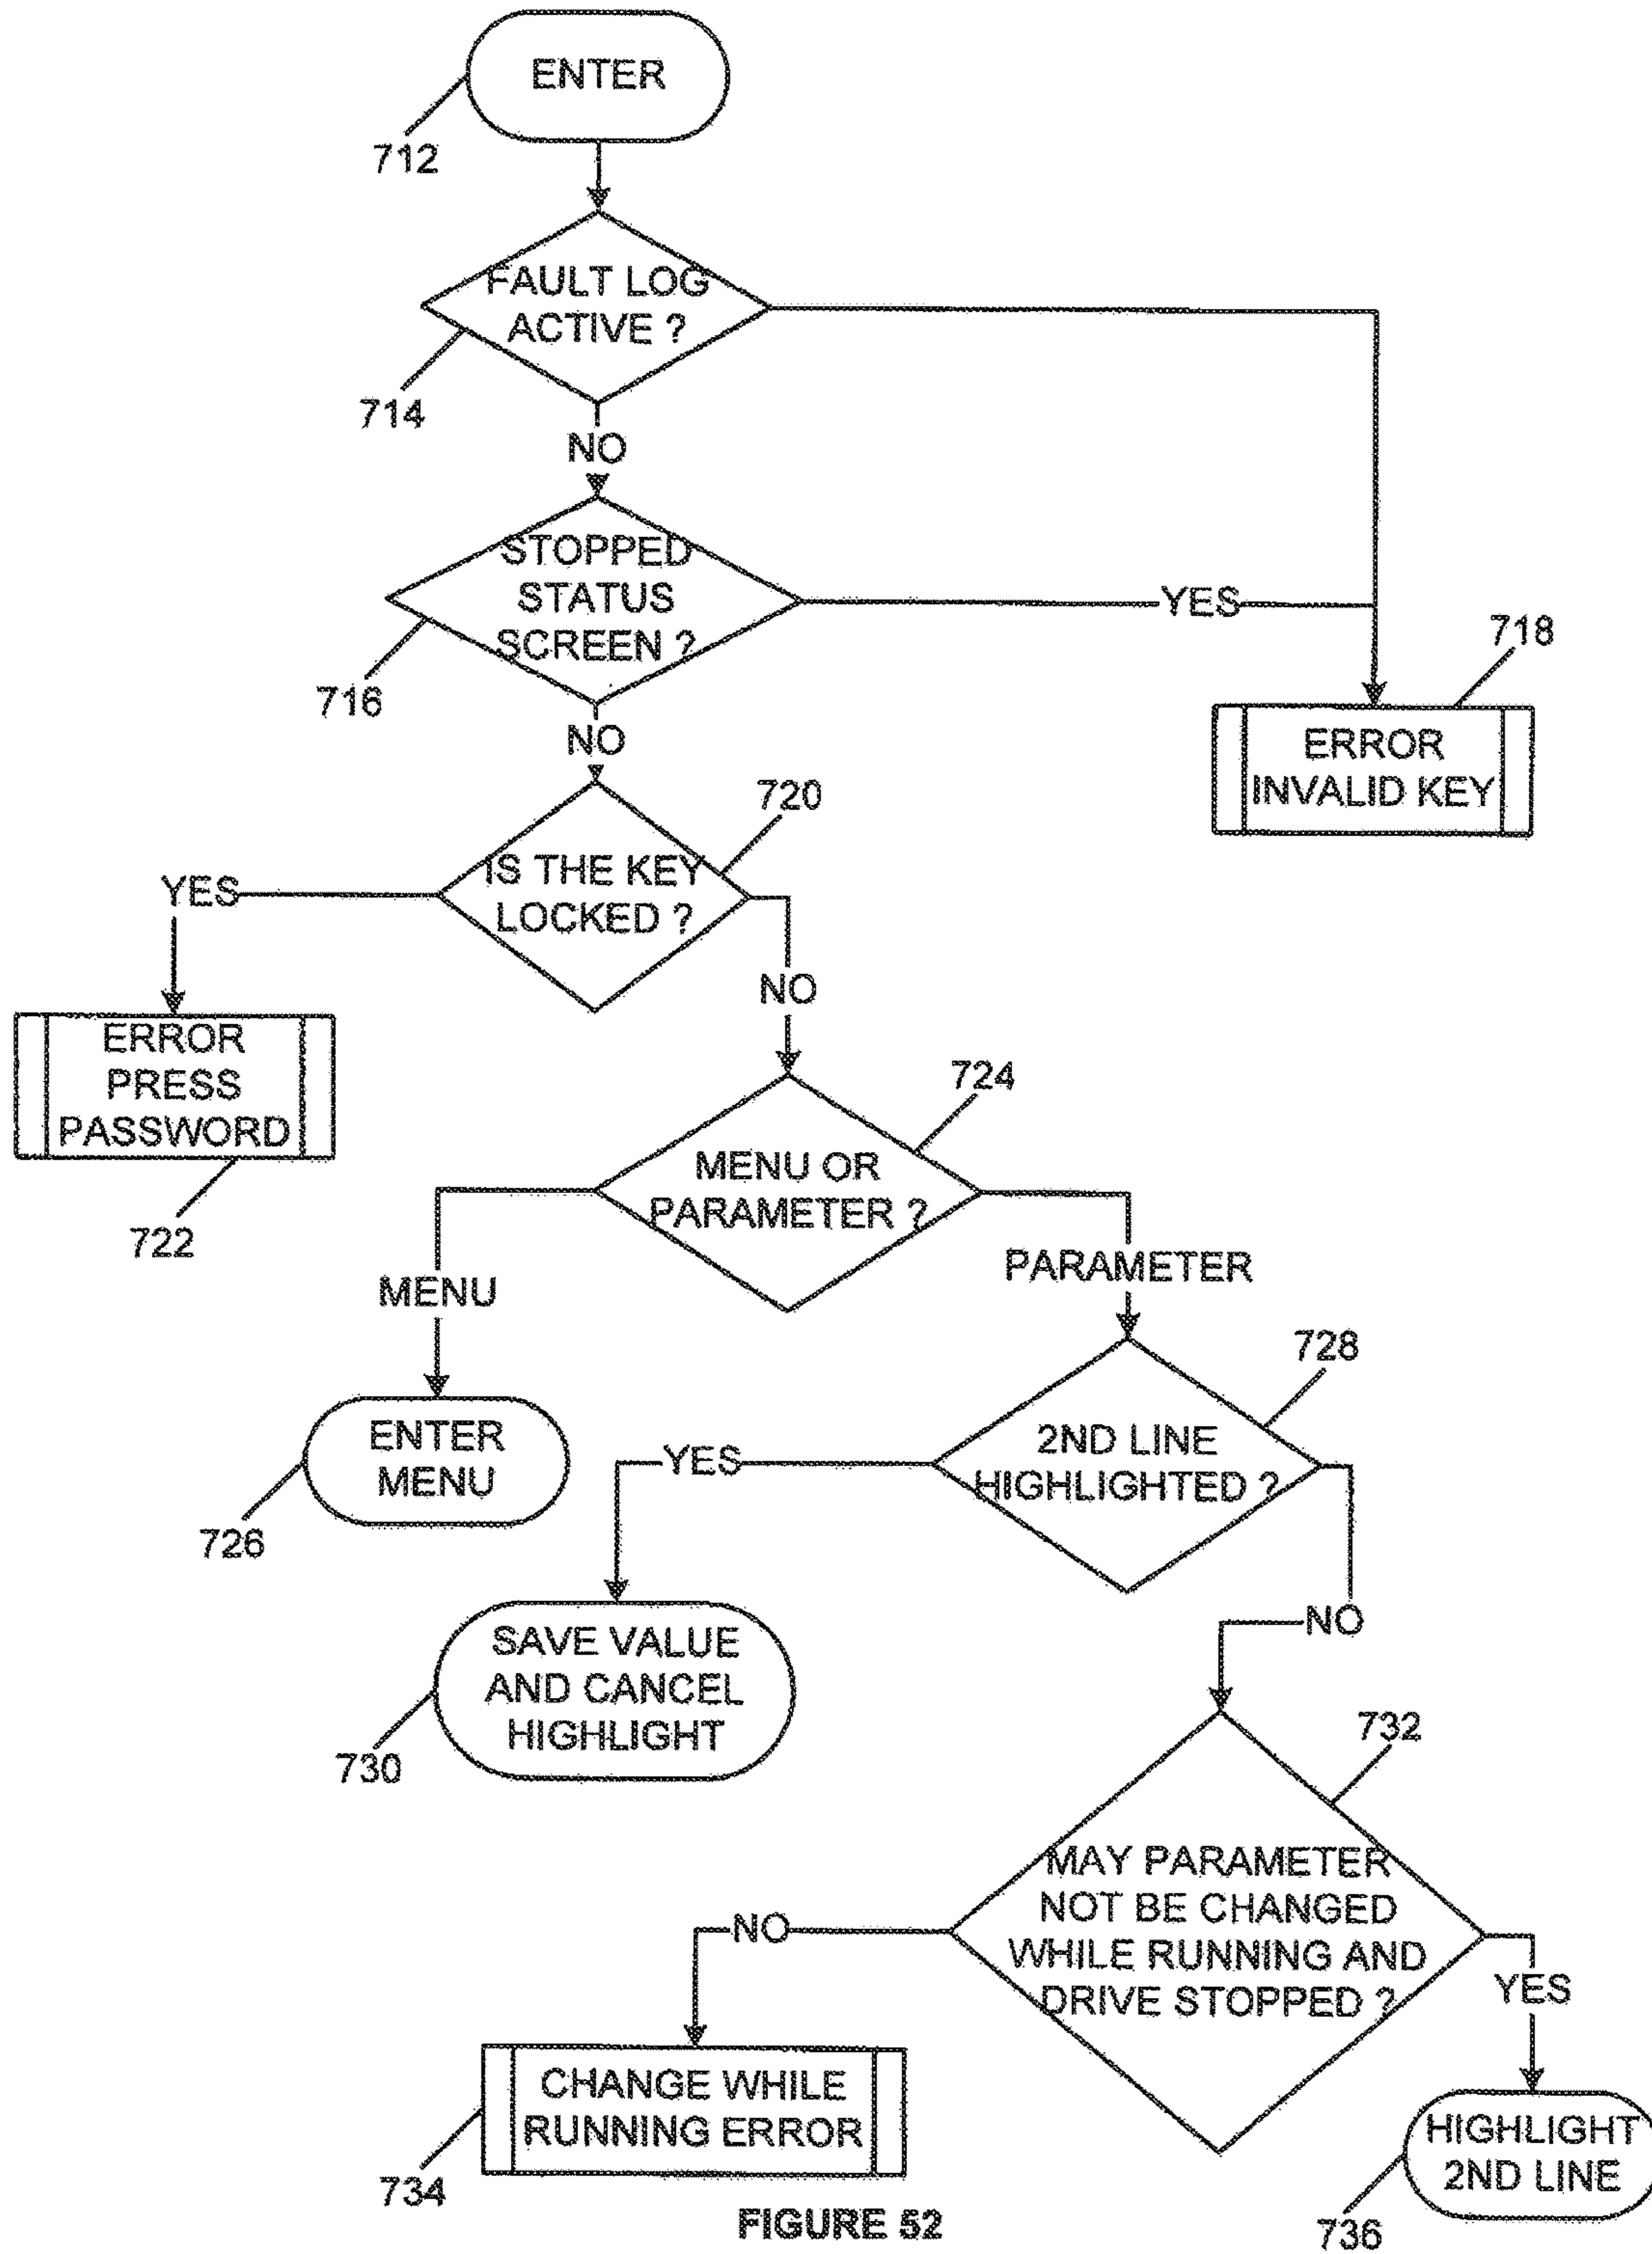 ENTER
712
FAULT LOG
ACTIVE ?
714
NO
STOPPED
STATUS
SCREEN ?
YES
716
718
NO
ERROR
INVALID KEY
720
IS THE KEY
LOCKED ?
YES
NO
ERROR
PRESS
PASSWORD
722
724
MENU OR
PARAMETER ?
MENU
PARAMETER
728
ENTER
MENU
726
2ND LINE
HIGHLIGHTED ?
YES
NO
SAVE VALUE
AND CANCEL
HIGHLIGHT
730
732
MAY PARAMETER
NOT BE CHANGED
WHILE RUNNING AND
DRIVE STOPPED ?
NO
YES
CHANGE WHILE
RUNNING ERROR
734
HIGHLIGHT
2ND LINE
736
FIGURE 52